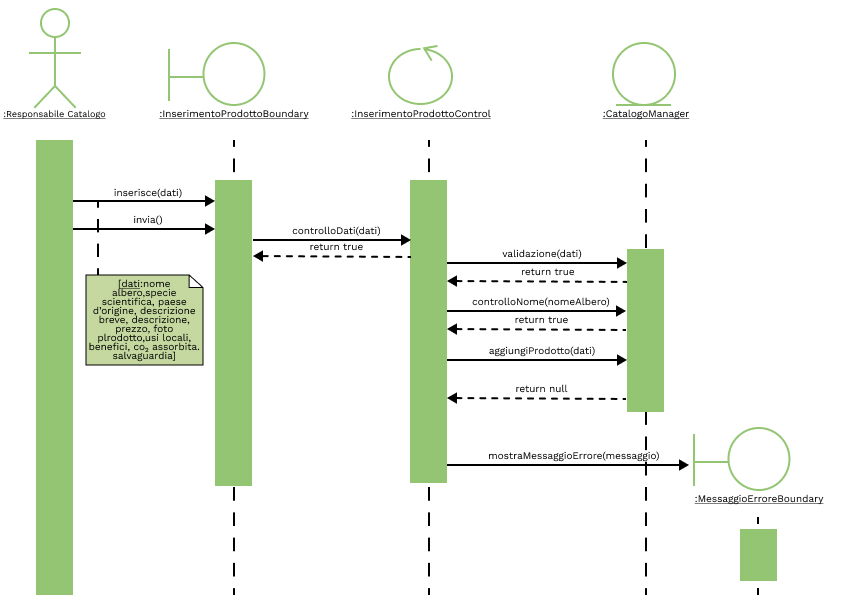 :Responsabile Catalogo
:InserimentoProdottoBoundary
:InserimentoProdottoControl
:CatalogoManager
inserisce(dati)
invia()
controlloDati(dati)
return true
validazione(dati)
return true
[dati:nome
albero,specie
scientifica, paese
d'origine, descrizione
breve, descrizione,
prezzo, foto
plrodotto,usi locali,
benefici, co₂ assorbita.
salvaguardia]
controlloNome(nomeAlbero)
return true
aggiungiProdotto(dati)
return null
mostraMessaggioErrore(messaggio)
:MessaggioErroreBoundary